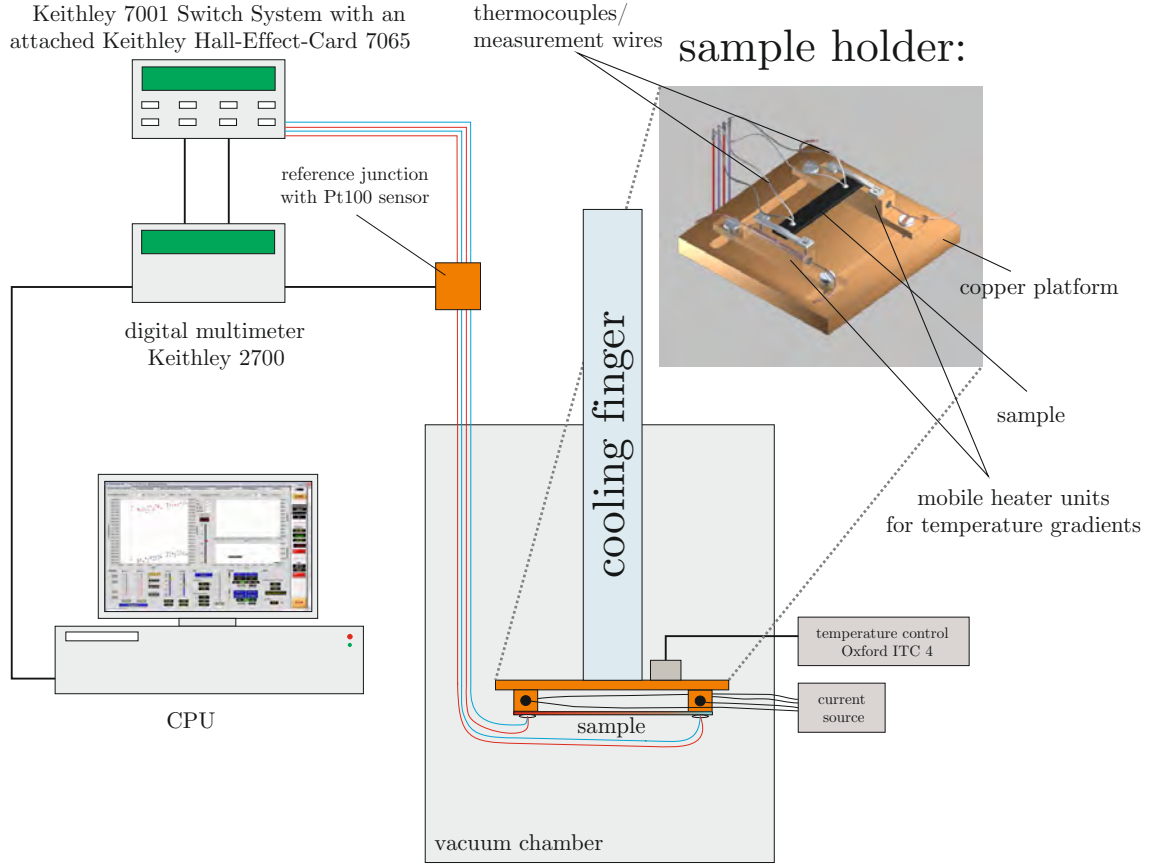 Keithley 7001 Switch System with an
attached Keithley Hall-Effect-Card 7065
thermocouples/
measurement wires
sample holder:
reference junction
with Pt100 sensor
copper platform
digital multimeter
Keithley 2700
sample
mobile heater units
for temperature gradients
cooling finger
temperature control
Oxford ITC 4
current
source
CPU
sample
vacuum chamber